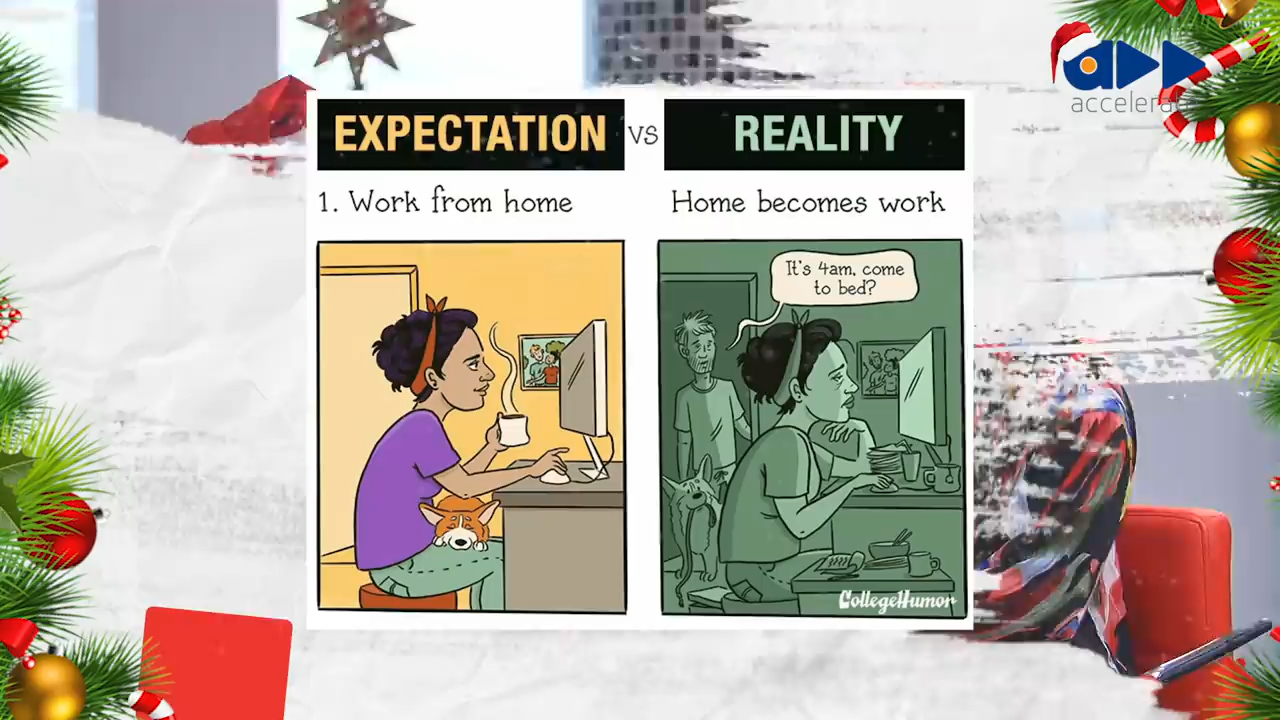 EXPECTATION VS REALITY
1. Work from home
Home becomes work
It's 4am, come
to bed?
CollegeHumor